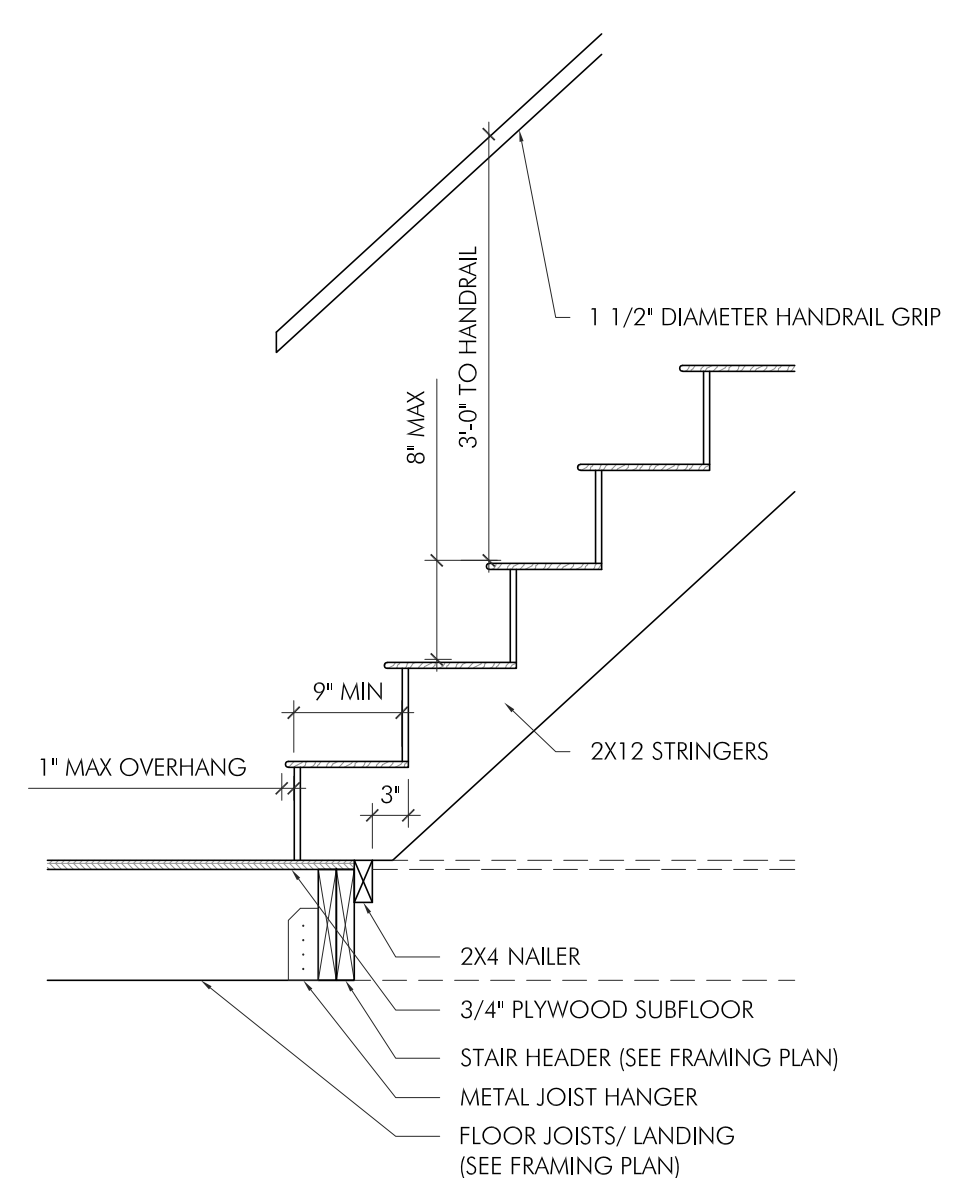 1 1/2" DIAMETER HANDRAIL GRIP
3'-0" TO HANDRAIL
8" MAX
9" MIN
2X12 STRINGERS
1" MAX OVERHANG
3"
2X4 NAILER
3/4" PLYWOOD SUBFLOOR
STAIR HEADER (SEE FRAMING PLAN)
METAL JOIST HANGER
FLOOR JOISTS/ LANDING
(SEE FRAMING PLAN)